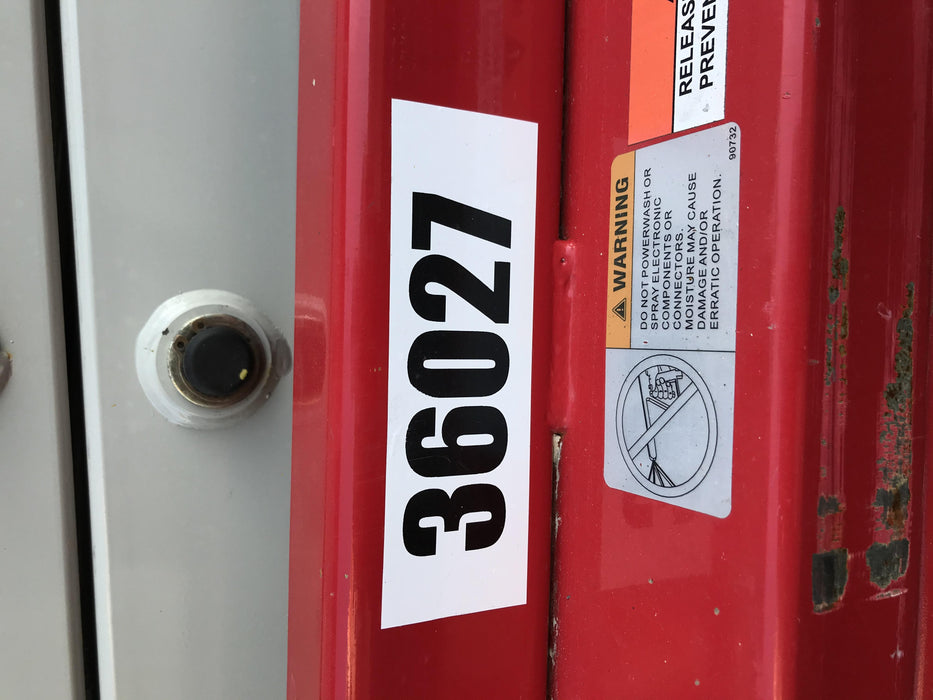 36027
RELEAS
PREVEN
WARNING
DO NOT POWERWASH OR
SPRAY ELECTRONIC
COMPONENTS OR
CONNECTORS.
MOISTURE MAY CAUSE
DAMAGE AND/OR
ERRATIC OPERATION.
90732